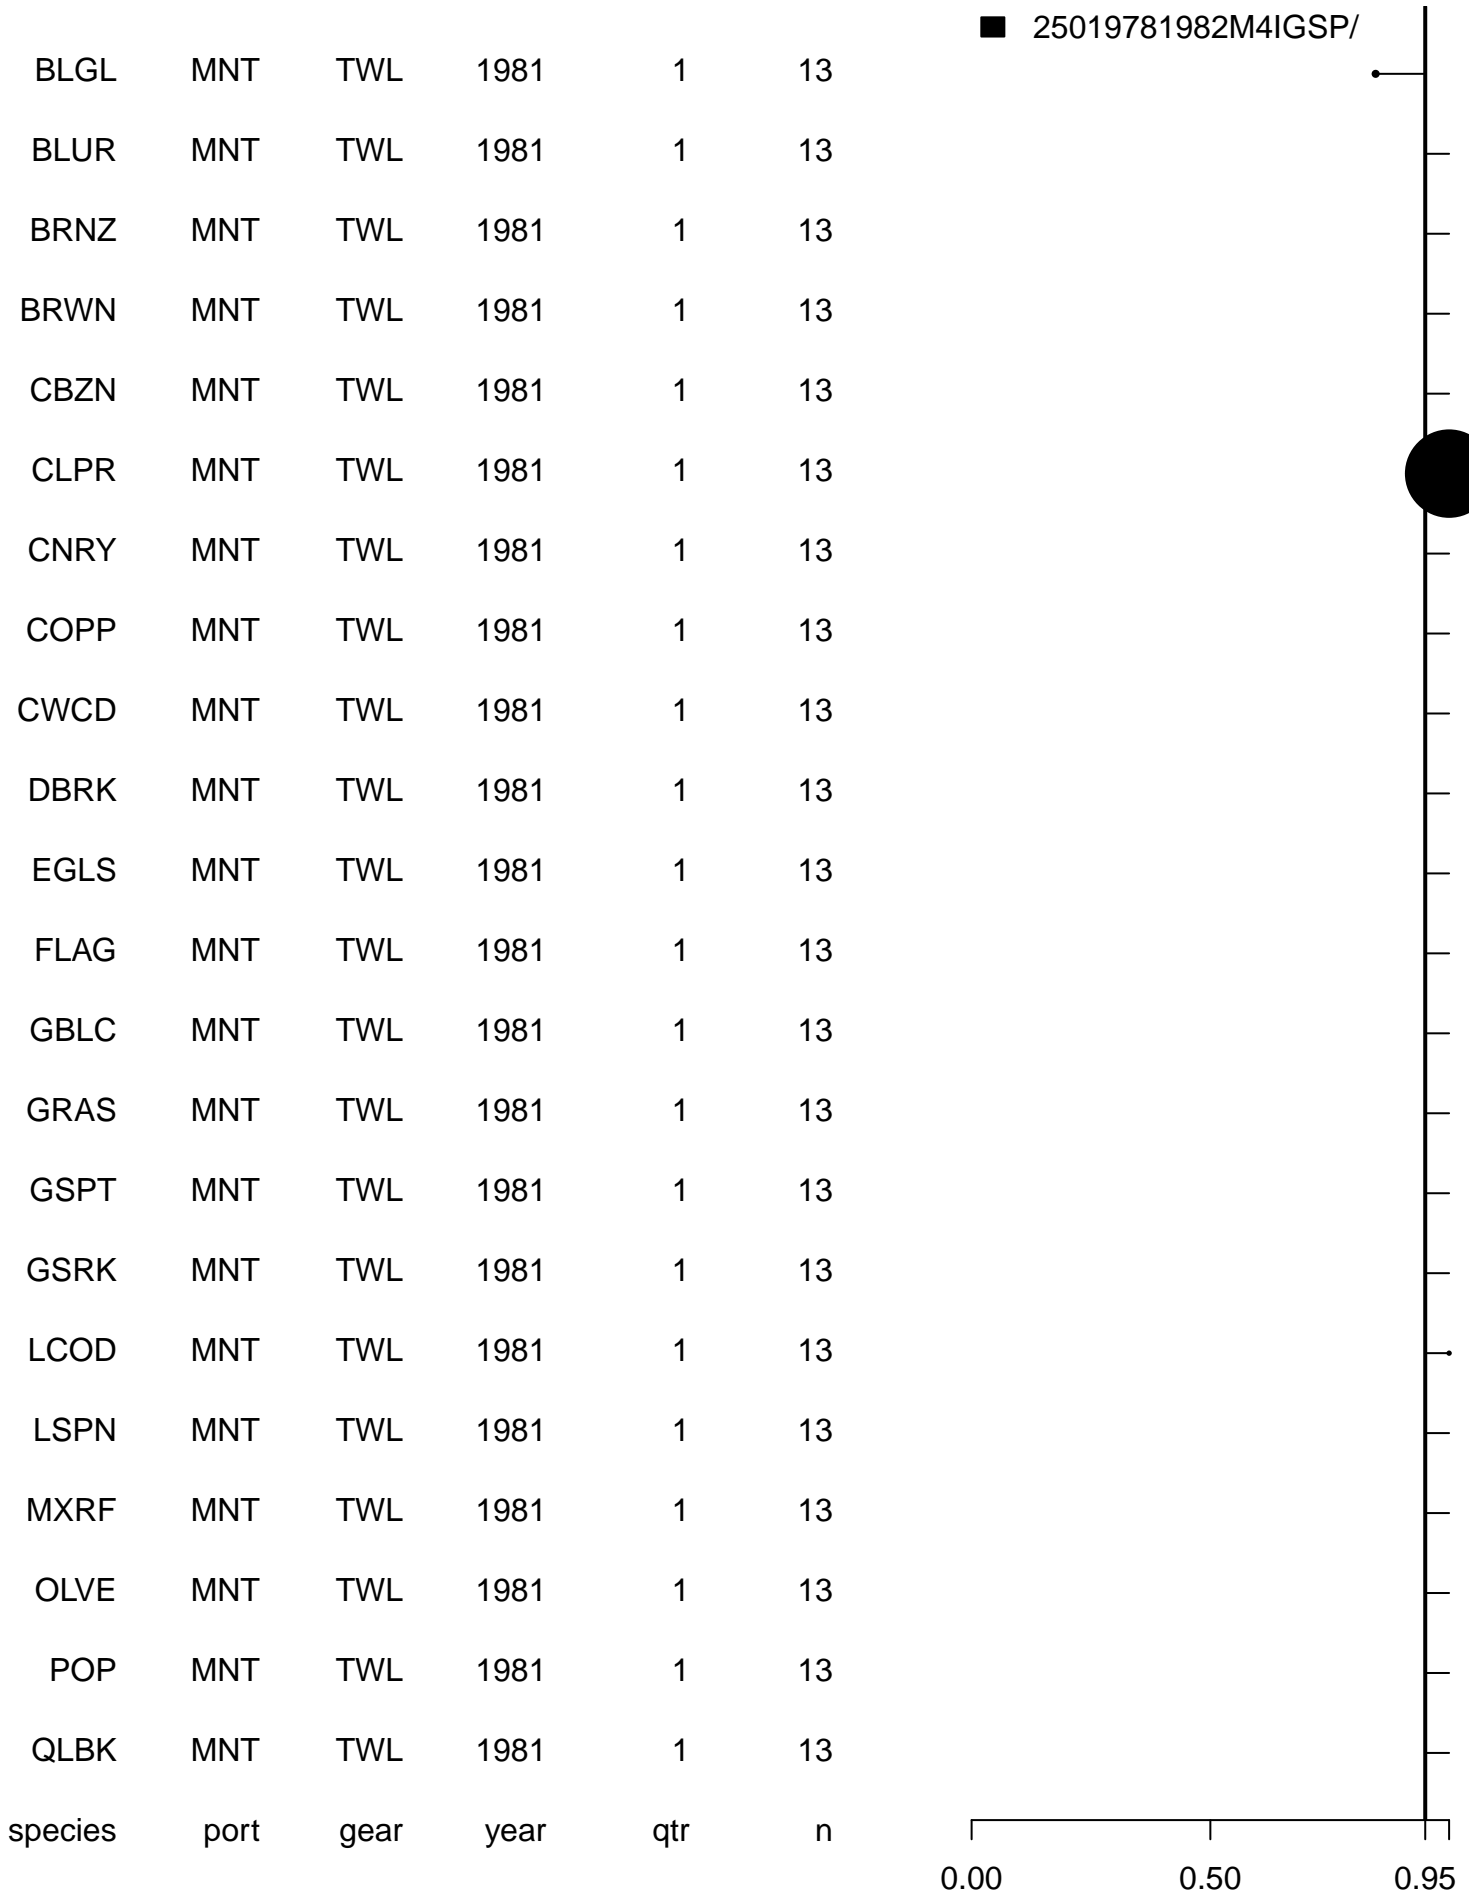 25019781982M4IGSP/
BLGL MNT TWL 1981 1 13
BLUR MNT TWL 1981 1 13
BRNZ MNT TWL 1981 1 13
BRWN MNT TWL 1981 1 13
CBZN MNT TWL 1981 1 13
CLPR MNT TWL 1981 1 13
CNRY MNT TWL 1981 1 13
COPP MNT TWL 1981 1 13
CWCD MNT TWL 1981 1 13
DBRK MNT TWL 1981 1 13
EGLS MNT TWL 1981 1 13
FLAG MNT TWL 1981 1 13
GBLC MNT TWL 1981 1 13
GRAS MNT TWL 1981 1 13
GSPT MNT TWL 1981 1 13
GSRK MNT TWL 1981 1 13
LCOD MNT TWL 1981 1 13
LSPN MNT TWL 1981 1 13
MXRF MNT TWL 1981 1 13
OLVE MNT TWL 1981 1 13
POP MNT TWL 1981 1 13
QLBK MNT TWL 1981 1 13
species port gear year qtr n
0.00 0.50 0.95